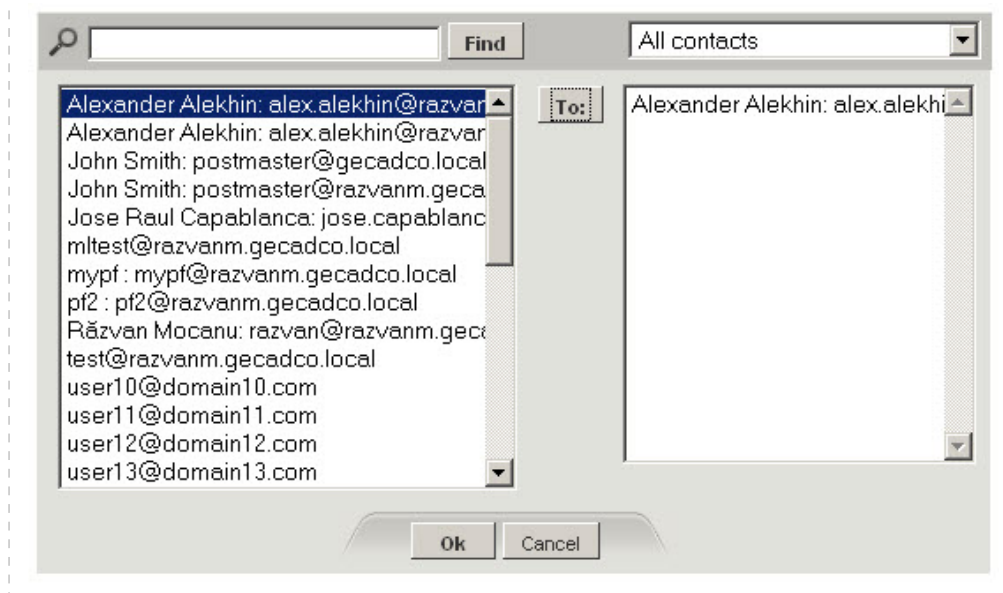 Find
All contacts
Alexander Alekhin: alex.alekhin@razvan
Alexander Alekhin: alex.alekhin@razvar
John Smith: postmaster@gecadco.local
John Smith: postmaster@razvanm.geca
Jose Raul Capablanca: jose.capablanc
mltest@razvanm.gecadco.local
mypf : mypf@razvanm.gecadco.local
pf2 : pf2@razvanm.gecadco.local
Răzvan Mocanu: razvan@razvanm.geca
test@razvanm.gecadco.local
user10@domain10.com
user11@domain11.com
user12@domain12.com
user13@domain13.com
To:
Alexander Alekhin: alex.alekhi
Ok
Cancel